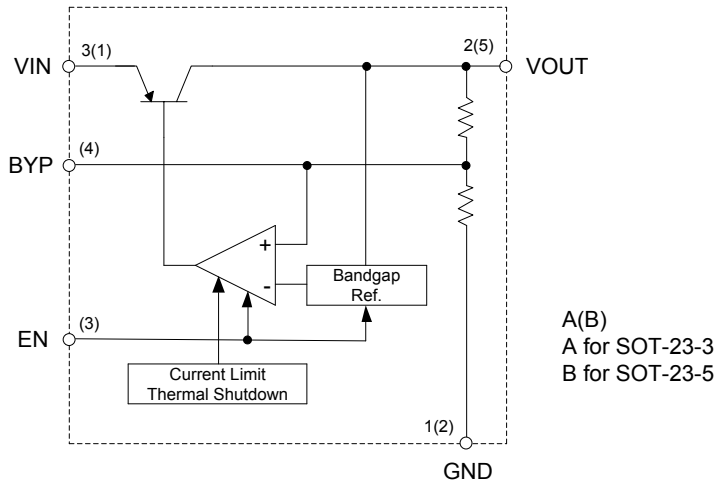 3(1)
2(5)
VIN
VOUT
(4)
BYP
+
-
Bandgap
Ref.
(3)
EN
Current Limit
Thermal Shutdown
A(B)
A for SOT-23-3
B for SOT-23-5
1(2)
GND